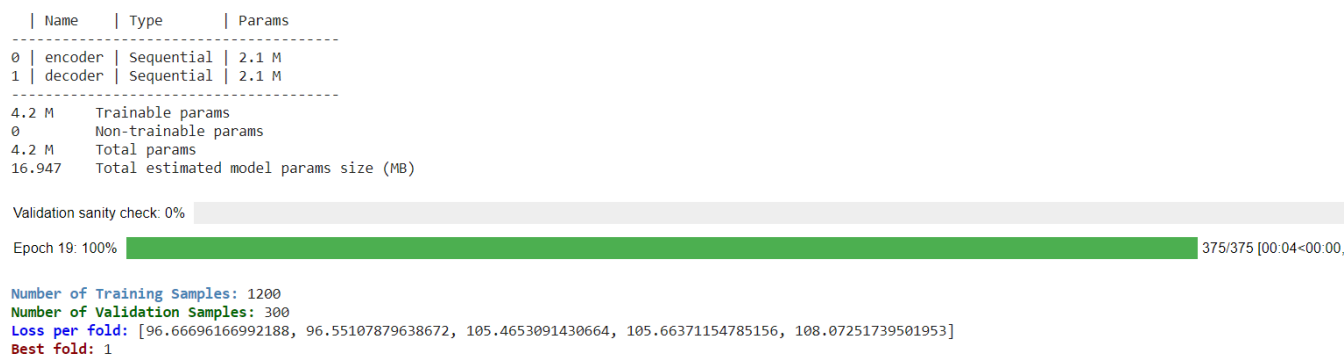 | Name | Type | Params
---------------------------------------
0 | encoder | Sequential | 2.1 M
1 | decoder | Sequential | 2.1 M
---------------------------------------
4.2 M Trainable params
0 Non-trainable params
4.2 M Total params
16.947 Total estimated model params size (MB)
Validation sanity check: 0%
Epoch 19: 100% 375/375 [00:04<00:00,
Number of Training Samples: 1200
Number of Validation Samples: 300
Loss per fold: [96.66696166992188, 96.55107879638672, 105.4653091430664, 105.66371154785156, 108.07251739501953]
Best fold: 1